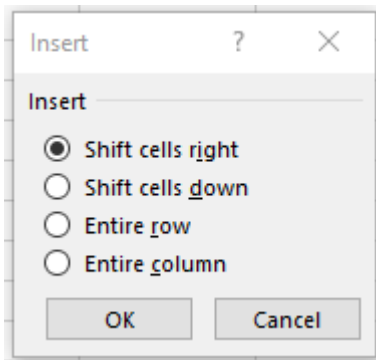 Insert ?
Insert
Shift cells right
Shift cells down
Entire row
Entire column
OK Cancel